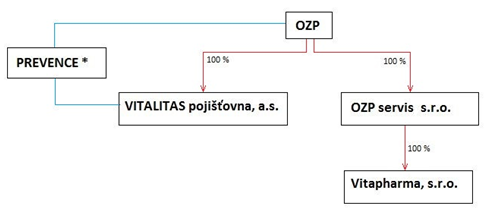 OZP
PREVENCE *
100 %
100 %
VITALITAS pojišťovna, a.s.
OZP servis s.r.o.
100 %
Vitapharma, s.r.o.